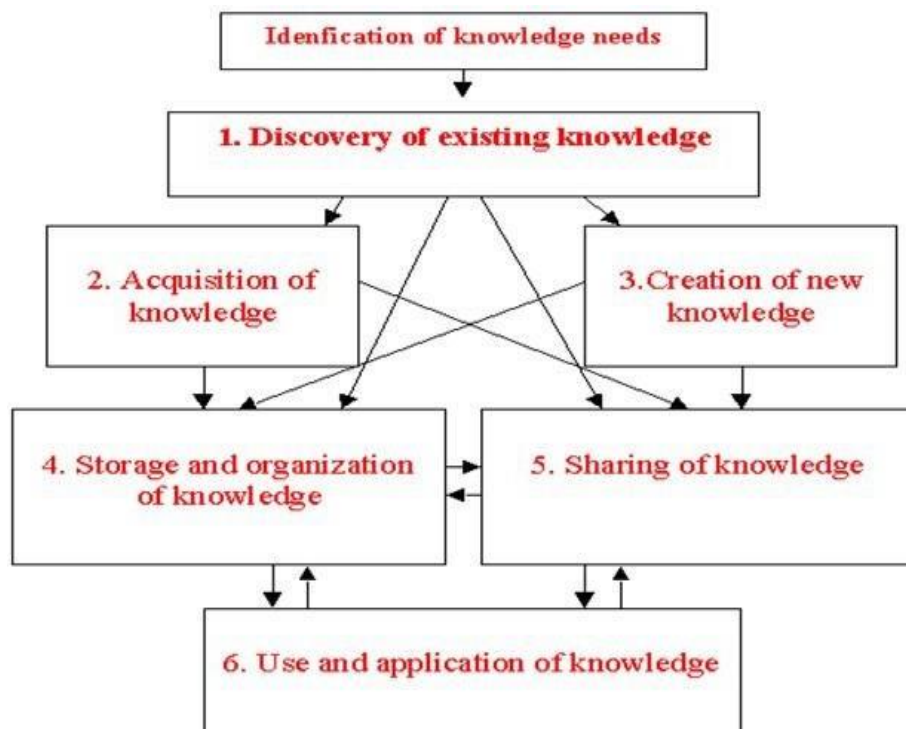 Idenfication of knowledge needs
1. Discovery of existing knowledge
2. Acquisition of
knowledge
3.Creation of new
knowledge
4. Storage and organization
of knowledge
5. Sharing of knowledge
6. Use and application of knowledge